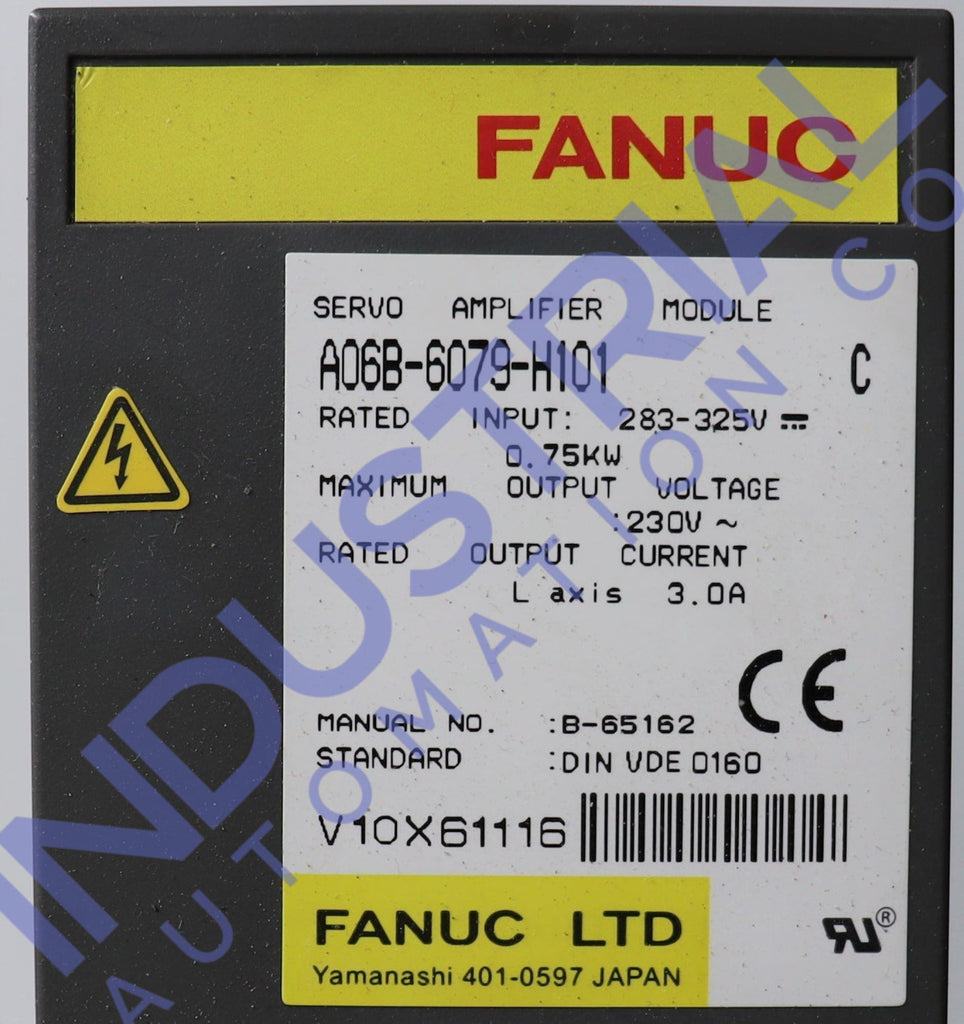 FANUC
SERVO AMPLIFIER MODULE
A06B-6079-H101 C
RATED INPUT: 283-325V ⎓
0.75KW
MAXIMUM OUTPUT VOLTAGE
:230V ~
RATED OUTPUT CURRENT
L axis 3.0A
CE
MANUAL NO. :B-65162
STANDARD :DIN VDE 0160
V10X61116
FANUC LTD
Yamanashi 401-0597 JAPAN
RU®
INDUSTRIAL
AUTOMATION CO